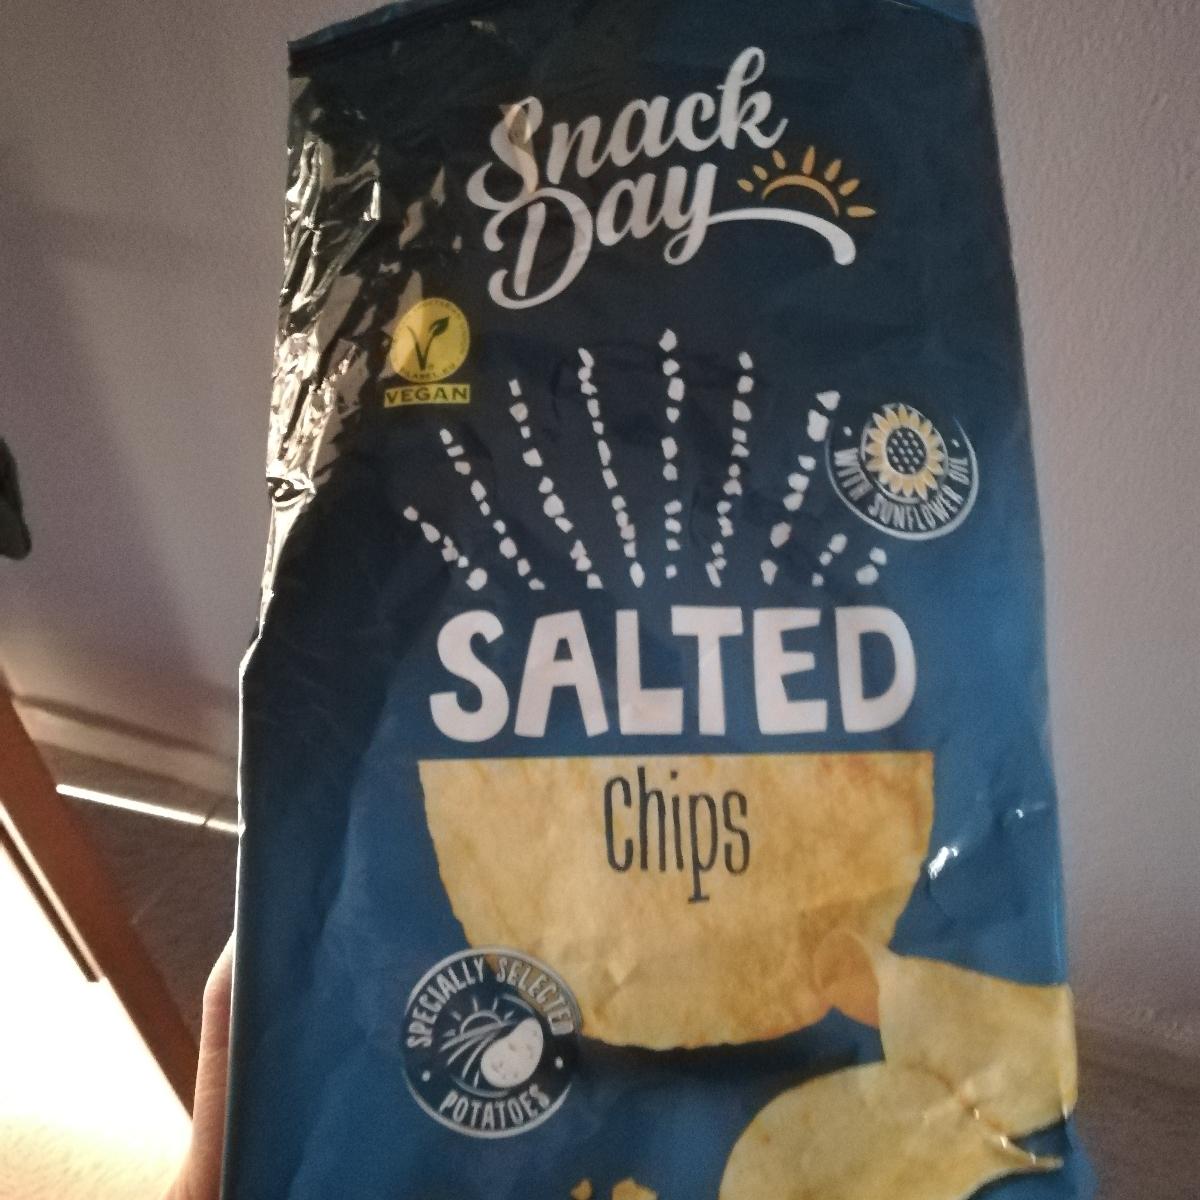 Snack
Day
VEGAN
• WITH SUNFLOWER OIL •
SALTED
Chips
SPECIALLY SELECTED
• POTATOES •